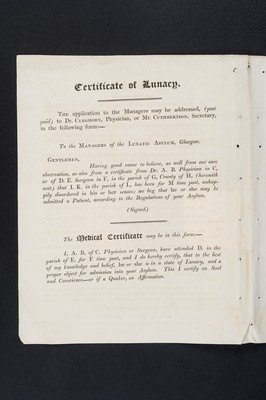 Certificate of Lunacy.
THE application to the Managers may be addressed, (post
paid) to Dr. CLEGHORN, Physician, or Mr. CUTHBERTSON, Secretary,
in the following form:—
To the MANAGERS of the LUNATIC ASYLUM, Glasgow.
GENTLEMEN,
Having good cause to believe, as well from our own
observation, as also from a certificate from Dr. A. B. Physician in C,
or of D. E. Surgeon in F, in the parish of G, County of H, (herewith
sent) that I. K. in the parish of L, has been for M time past, unhap-
pily disordered in his or her senses; we beg that he or she may be
admitted a Patient, according to the Regulations of your Asylum.
(Signed)
The Medical Certificate may be in this form:—
I, A. B, of C. Physician or Surgeon, have attended D. in the
parish of E. for F time past, and I do hereby certify, that to the best
of my knowledge and belief, he or she is in a state of Lunacy, and a
proper object for admission into your Asylum. This I certify on Soul
and Conscience—or if a Quaker, on Affirmation.